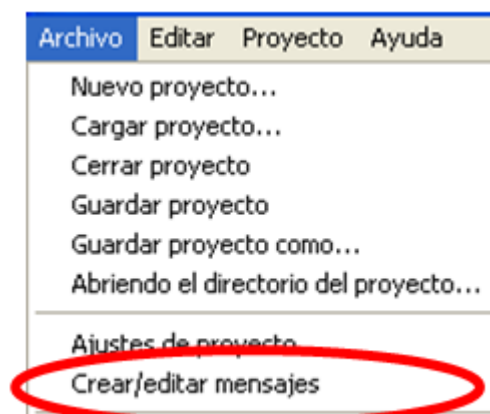 Archivo Editar Proyecto Ayuda
Nuevo proyecto...
Cargar proyecto...
Cerrar proyecto
Guardar proyecto
Guardar proyecto como...
Abriendo el directorio del proyecto...
Ajustes de proyecto...
Crear/editar mensajes